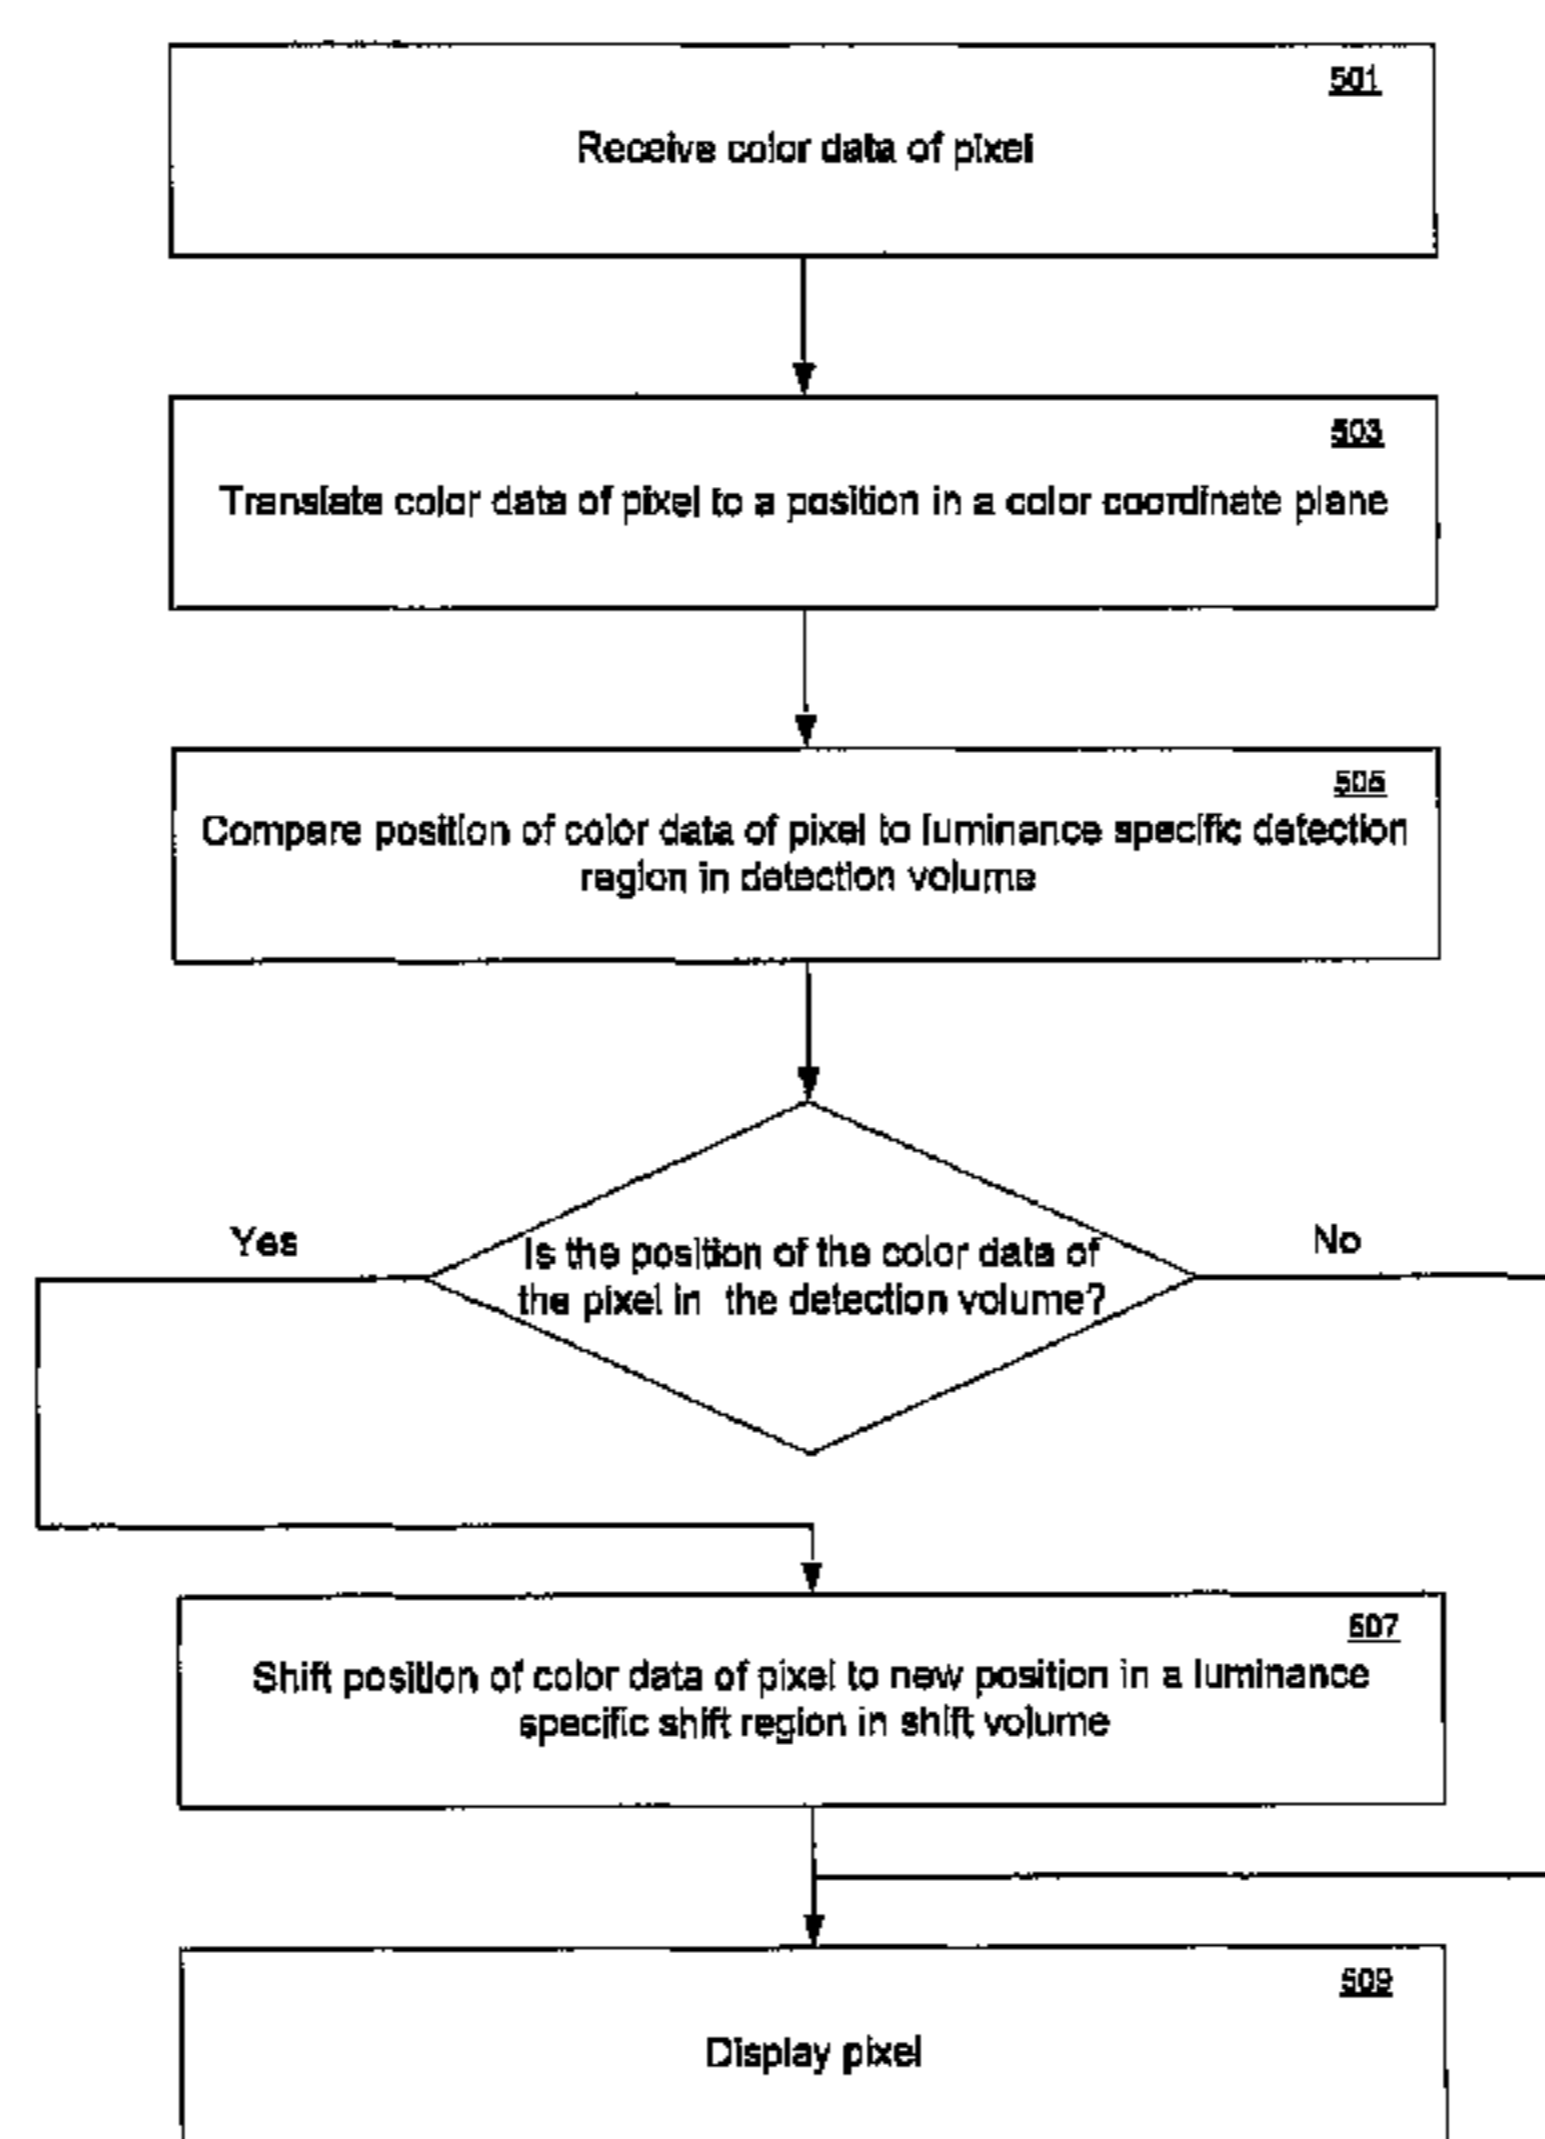 501
Receive color data of pixel
503
Translate color data of pixel to a position in a color coordinate plane
505
Compare position of color data of pixel to luminance specific detection
region in detection volume
Yes
No
Is the position of the color data of
the pixel in the detection volume?
507
Shift position of color data of pixel to new position in a luminance
specific shift region in shift volume
509
Display pixel